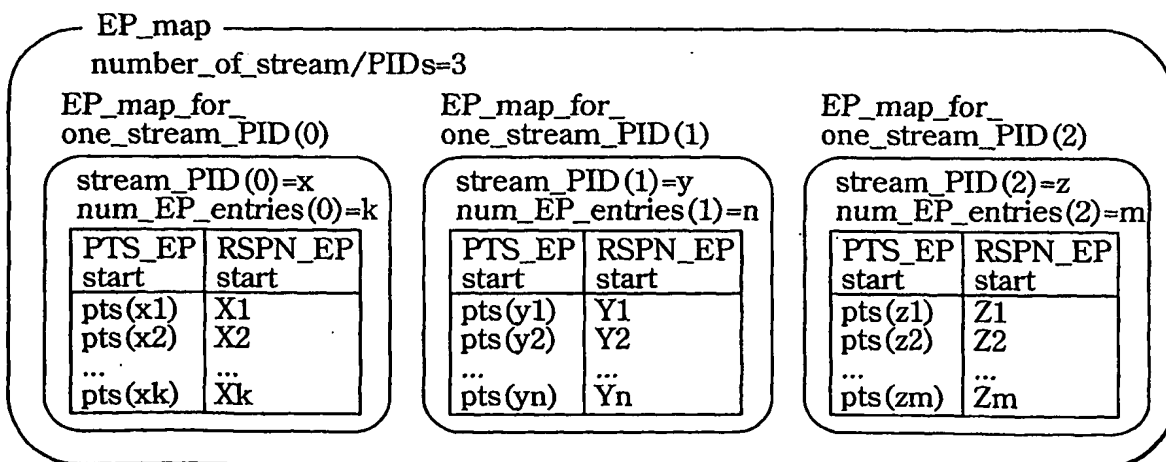 EP_map
number_of_stream/PIDs=3
EP_map_for_
one_stream_PID(0)
stream_PID(0)=x
num_EP_entries(0)=k
PTS_EP RSPN_EP
start start
pts(x1) X1
pts(x2) X2
... ...
pts(xk) Xk
EP_map_for_
one_stream_PID(1)
stream_PID(1)=y
num_EP_entries(1)=n
PTS_EP RSPN_EP
start start
pts(y1) Y1
pts(y2) Y2
... ...
pts(yn) Yn
EP_map_for_
one_stream_PID(2)
stream_PID(2)=z
num_EP_entries(2)=m
PTS_EP RSPN_EP
start start
pts(z1) Z1
pts(z2) Z2
... ...
pts(zm) Zm